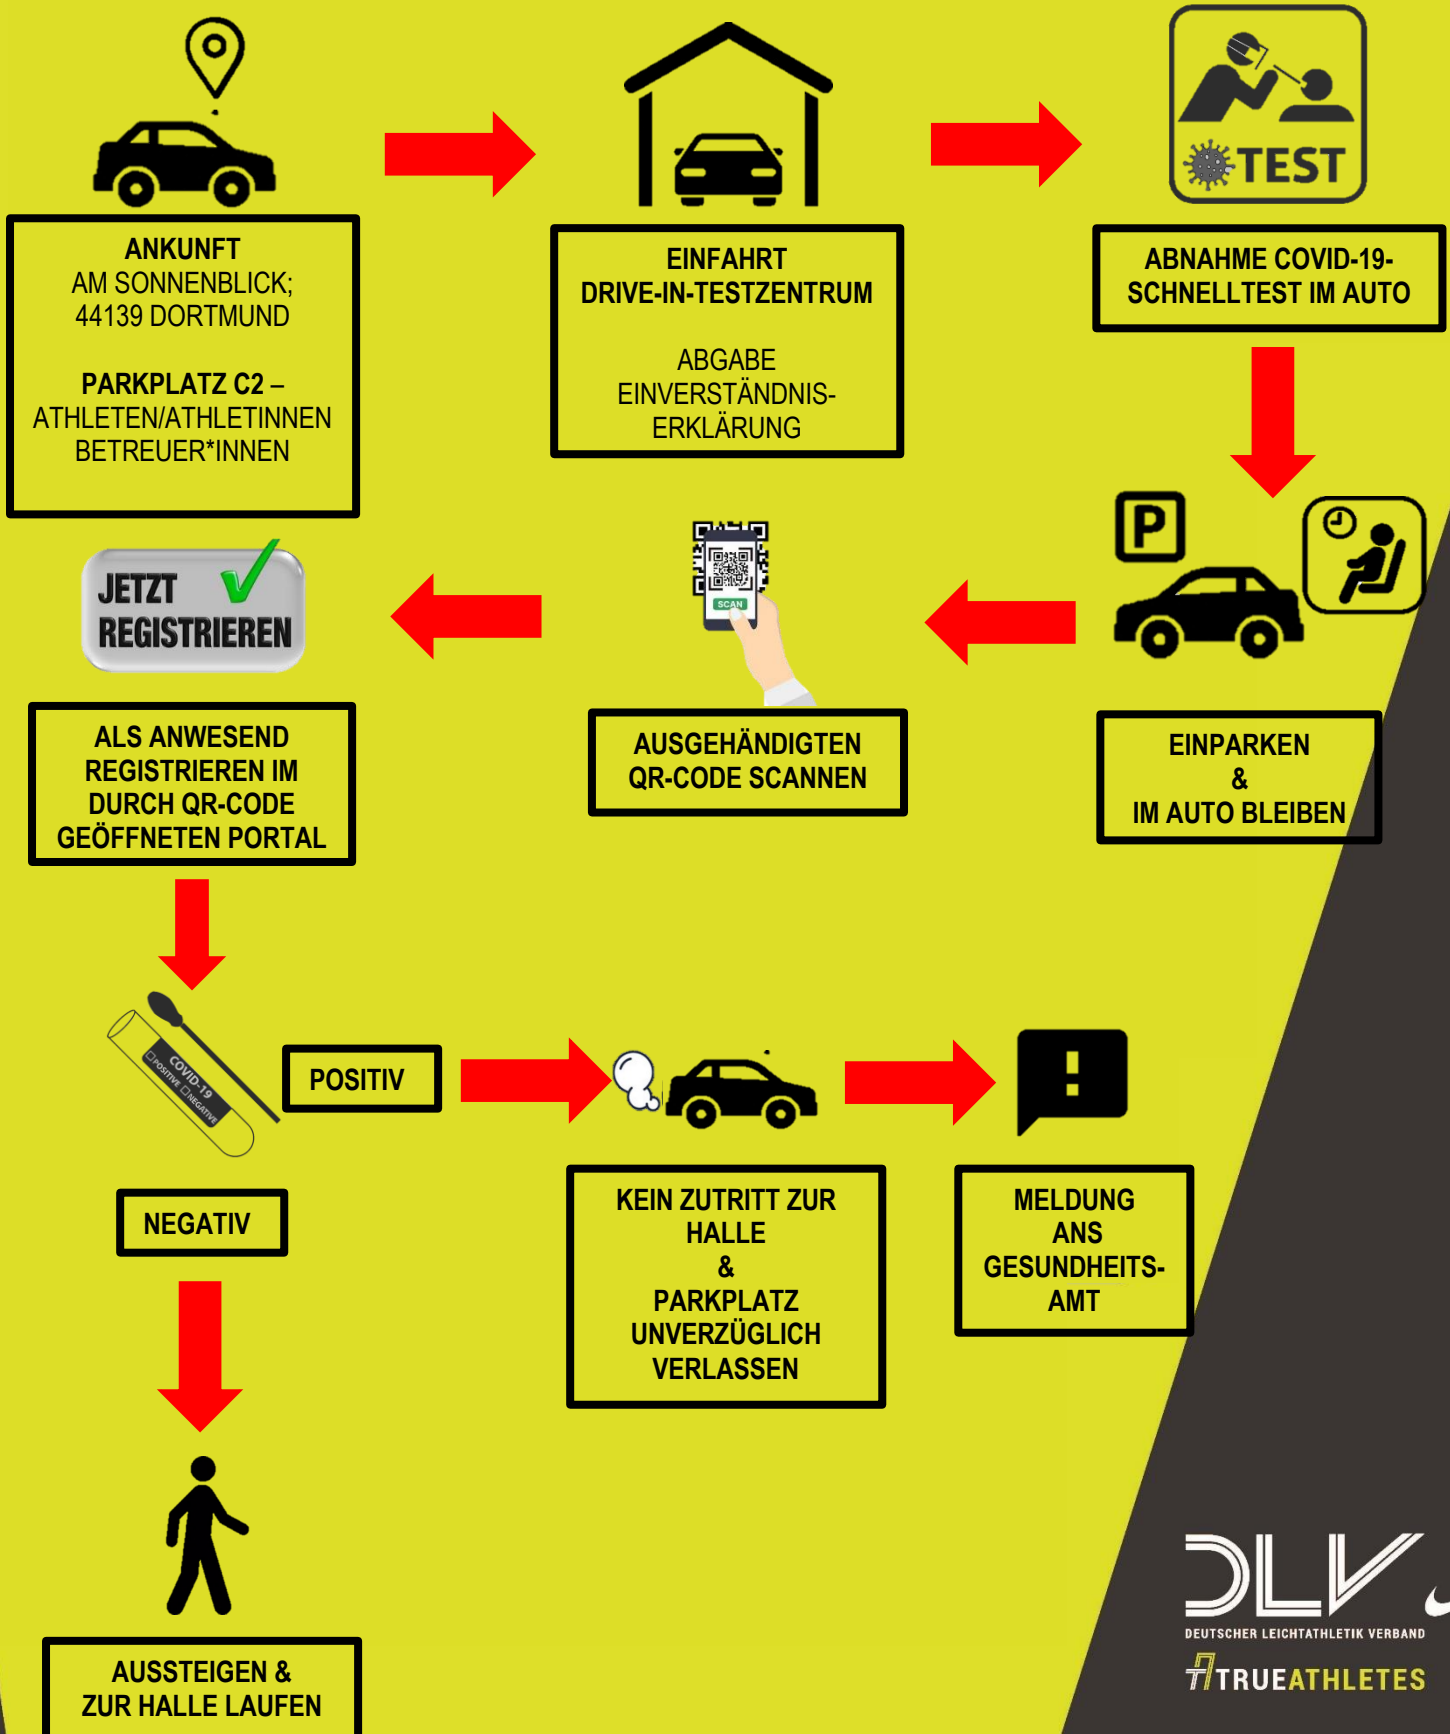 TEST
ANKUNFT
AM SONNENBLICK;
44139 DORTMUND
PARKPLATZ C2 –
ATHLETEN/ATHLETINNEN
BETREUER*INNEN
EINFAHRT
DRIVE-IN-TESTZENTRUM
ABGABE
EINVERSTÄNDNIS-
ERKLÄRUNG
ABNAHME COVID-19-
SCHNELLTEST IM AUTO
P
SCAN
JETZT
REGISTRIEREN
ALS ANWESEND
REGISTRIEREN IM
DURCH QR-CODE
GEÖFFNETEN PORTAL
AUSGEHÄNDIGTEN
QR-CODE SCANNEN
EINPARKEN
&
IM AUTO BLEIBEN
COVID-19
POSITIVE NEGATIVE
POSITIV
NEGATIV
KEIN ZUTRITT ZUR
HALLE
&
PARKPLATZ
UNVERZÜGLICH
VERLASSEN
!
MELDUNG
ANS
GESUNDHEITS-
AMT
AUSSTEIGEN &
ZUR HALLE LAUFEN
DLV
DEUTSCHER LEICHTATHLETIK VERBAND
TRUEATHLETES